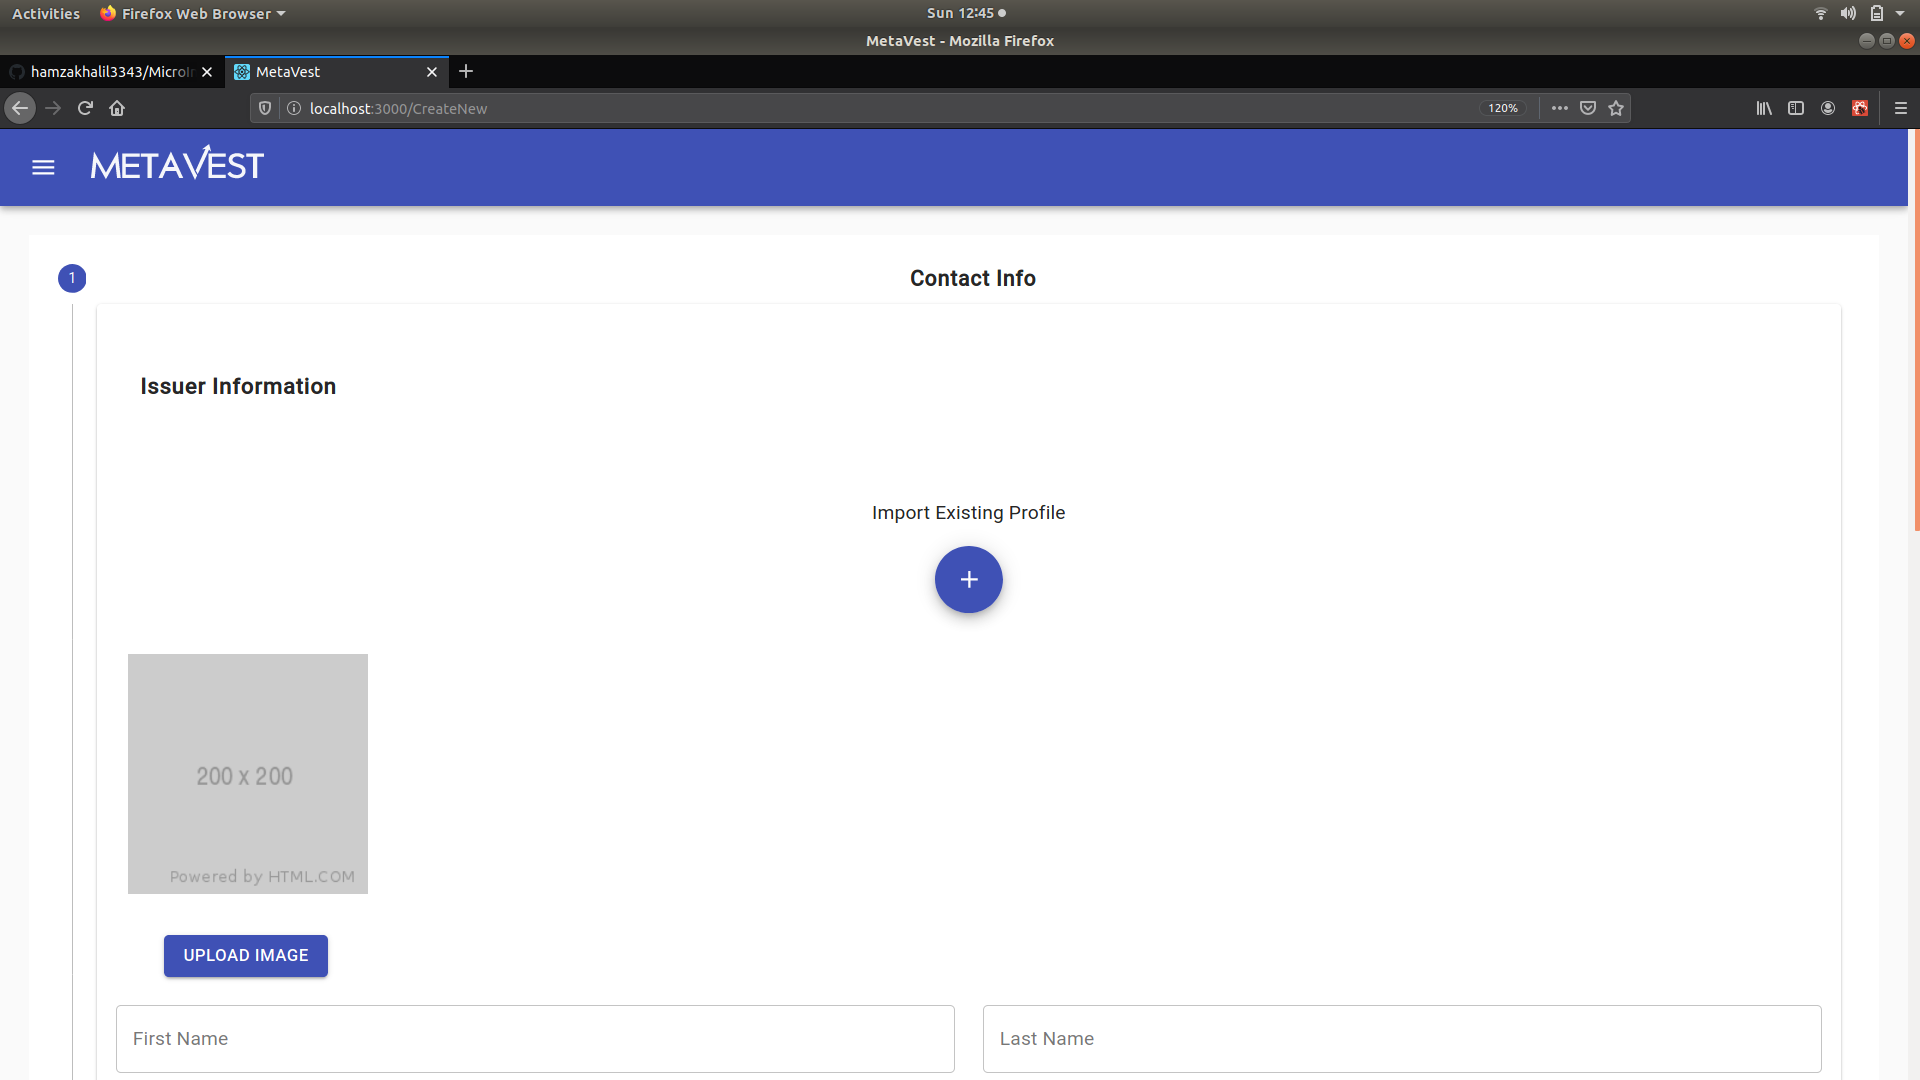 Activities Firefox Web Browser Sun 12:45
MetaVest - Mozilla Firefox
hamzakhalil3343/MicroIn MetaVest
localhost:3000/CreateNew 120%
METAVEST
1 Contact Info
Issuer Information
Import Existing Profile
+
200 x 200
Powered by HTML.COM
UPLOAD IMAGE
First Name Last Name